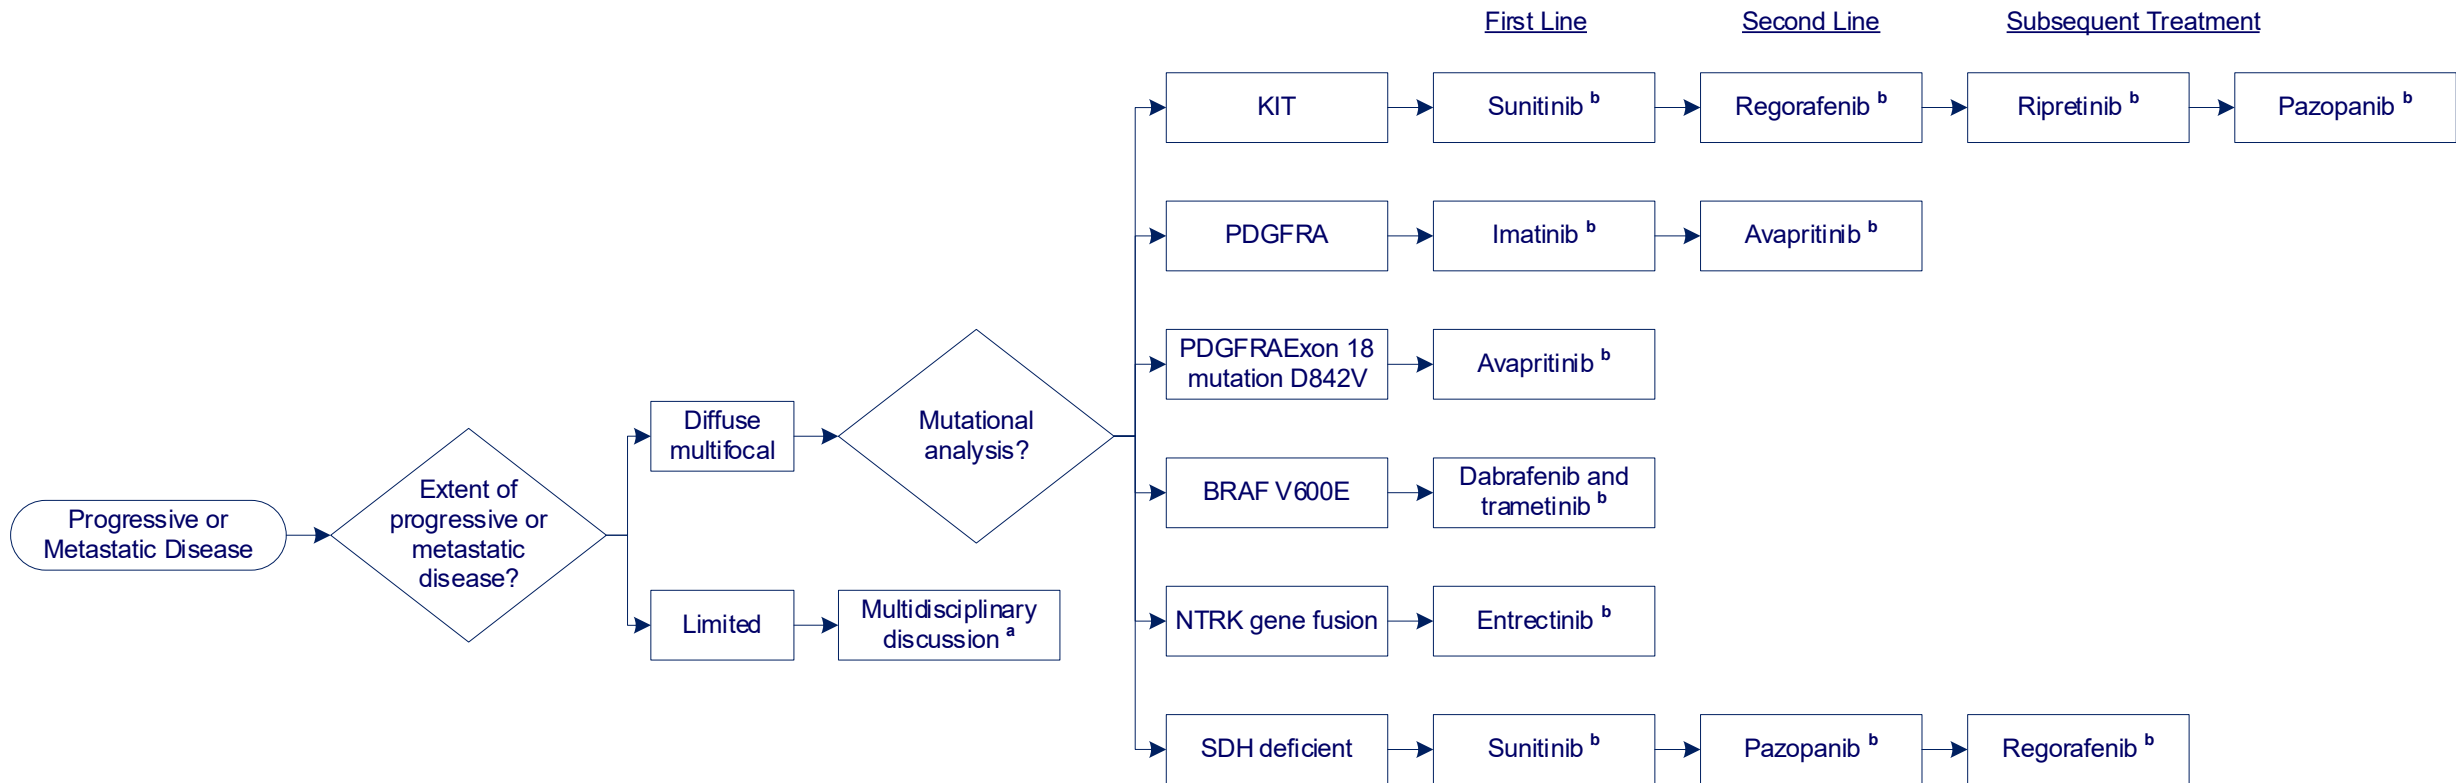 First Line
Second Line
Subsequent Treatment
KIT
Sunitinib b
Regorafenib b
Ripretinib b
Pazopanib b
PDGFRA
Imatinib b
Avapritinib b
PDGFRAExon 18
mutation D842V
Avapritinib b
Diffuse
multifocal
Mutational
analysis?
BRAF V600E
Dabrafenib and
trametinib b
Progressive or
Metastatic Disease
Extent of
progressive or
metastatic
disease?
Limited
Multidisciplinary
discussion a
NTRK gene fusion
Entrectinib b
SDH deficient
Sunitinib b
Pazopanib b
Regorafenib b